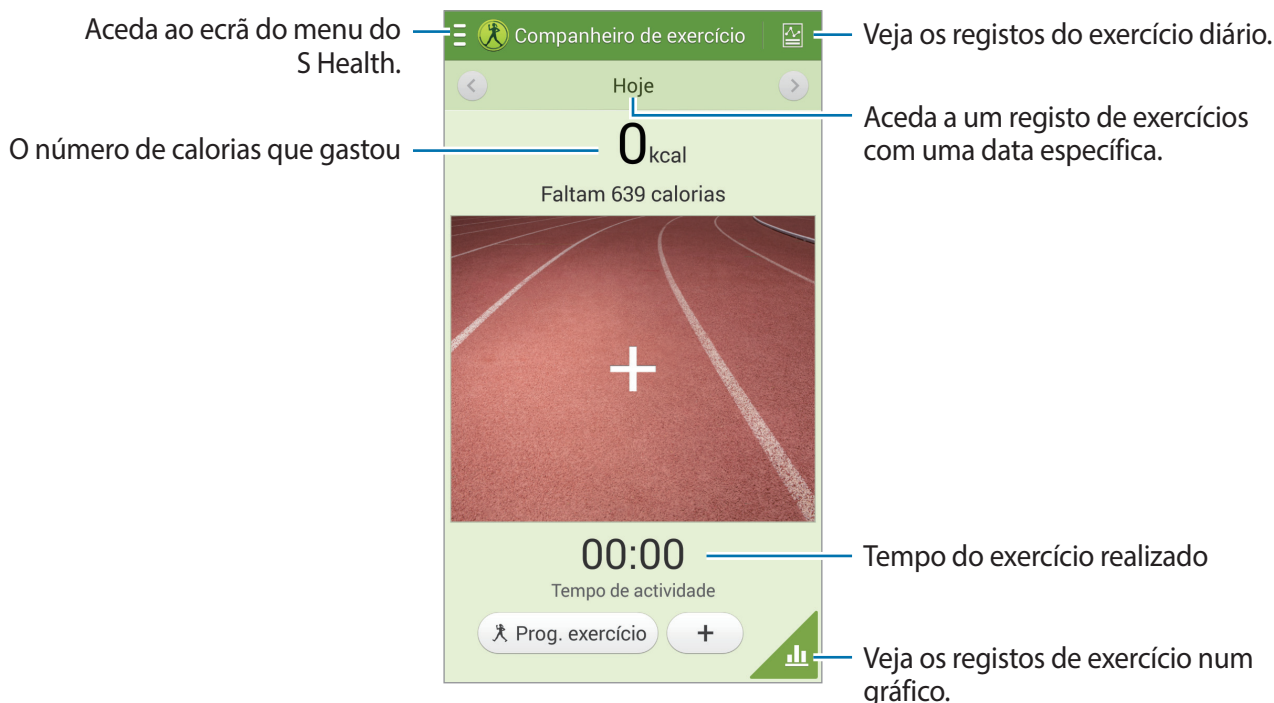 Aceda ao ecrã do menu do
S Health.
Companheiro de exercício
Veja os registos do exercício diário.
Hoje
Aceda a um registo de exercícios
com uma data específica.
O número de calorias que gastou
0kcal
Faltam 639 calorias
+
00:00
Tempo do exercício realizado
Tempo de actividade
Prog. exercício
+
Veja os registos de exercício num
gráfico.